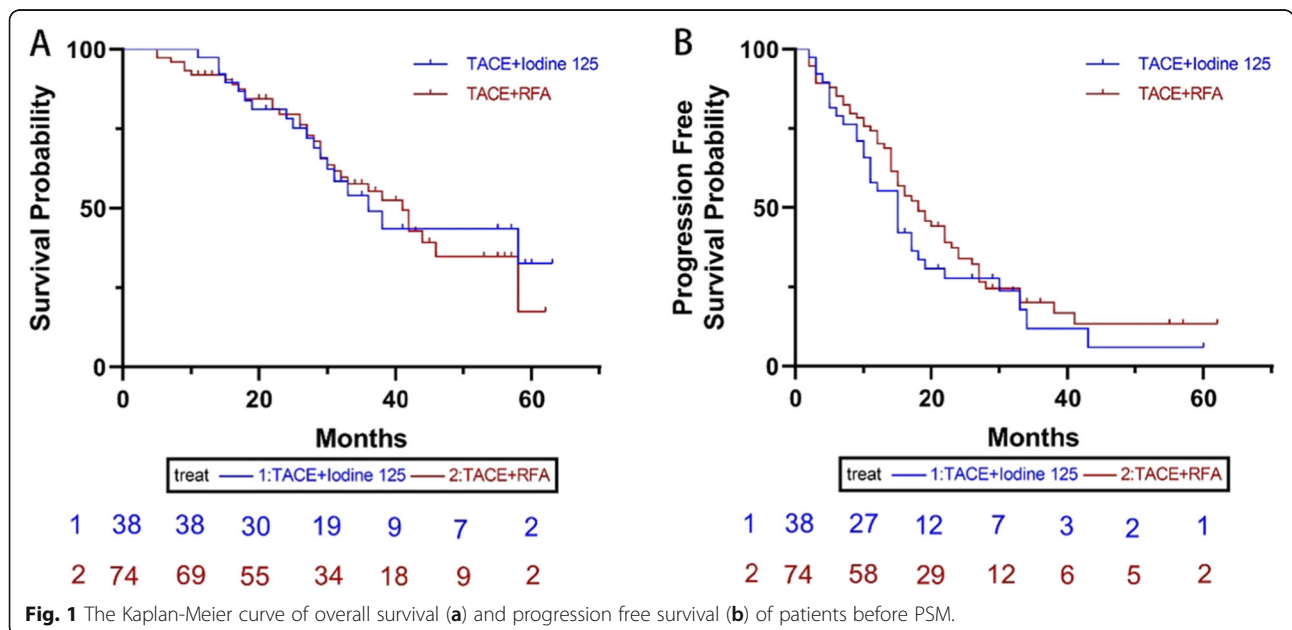 A
100
50
0
Survival Probability
TACE+Iodine 125
TACE+RFA
0 20 40 60
Months
treat 1:TACE+Iodine 125 2:TACE+RFA
1 38 38 30 19 9 7 2
2 74 69 55 34 18 9 2
B
100
50
0
Progression Free
Survival Probability
TACE+Iodine 125
TACE+RFA
0 20 40 60
Months
treat 1:TACE+Iodine 125 2:TACE+RFA
1 38 27 12 7 3 2 1
2 74 58 29 12 6 5 2
Fig. 1 The Kaplan-Meier curve of overall survival (a) and progression free survival (b) of patients before PSM.